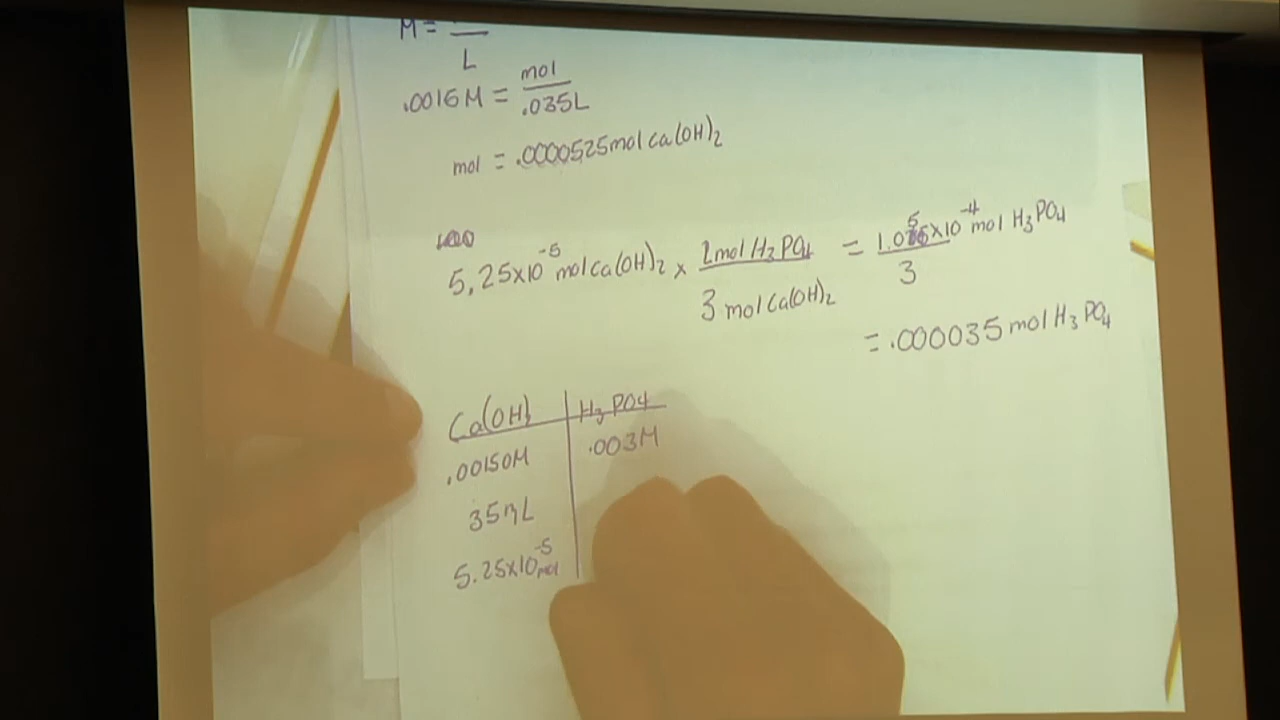 M = —
L
.0015M = mol / .035L
mol = .0000525mol Ca(OH)2
5.25x10^-5 mol Ca(OH)2 x 2mol H3PO4 / 3 mol Ca(OH)2 = 1.05x10^-4 mol H3PO4 / 3
= .000035 mol H3PO4
Ca(OH)2 | H3PO4
.00150M | .003M
35mL
5.25x10^-5 mol